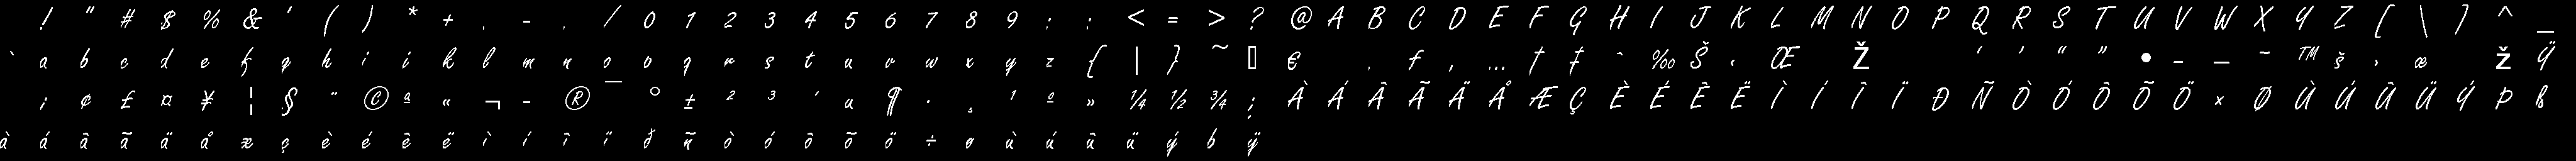 ! " # $ % & ' ( ) * + , - . / 0 1 2 3 4 5 6 7 8 9 : ; < = > ? @ A B C D E F G H I J K L M N O P Q R S T U V W X Y Z [ \ ] ^ _
` a b c d e f g h i j k l m n o p q r s t u v w x y z { | } ~ € ‚ ƒ „ … † ‡ ˆ ‰ Š ‹ Œ Ž ‘ ’ “ ” • – — ˜ ™ š › œ ž Ÿ
¡ ¢ £ ¤ ¥ ¦ § ¨ © ª « ¬ - ® ¯ ° ± ² ³ ´ µ ¶ · ¸ ¹ º » ¼ ½ ¾ ¿ À Á Â Ã Ä Å Æ Ç È É Ê Ë Ì Í Î Ï Ð Ñ Ò Ó Ô Õ Ö × Ø Ù Ú Û Ü Ý Þ ß
à á â ã ä å æ ç è é ê ë ì í î ï ð ñ ò ó ô õ ö ÷ ø ù ú û ü ý þ ÿ